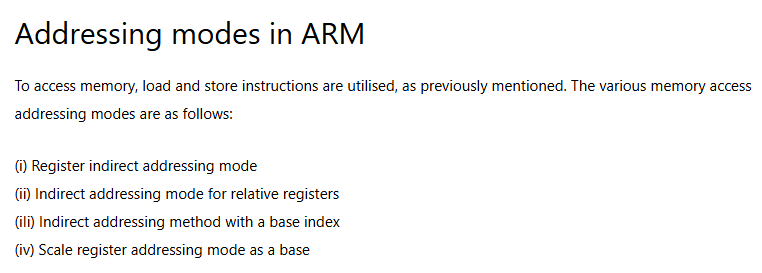 Addressing modes in ARM
To access memory, load and store instructions are utilised, as previously mentioned. The various memory access
addressing modes are as follows:
(i) Register indirect addressing mode
(ii) Indirect addressing mode for relative registers
(ili) Indirect addressing method with a base index
(iv) Scale register addressing mode as a base